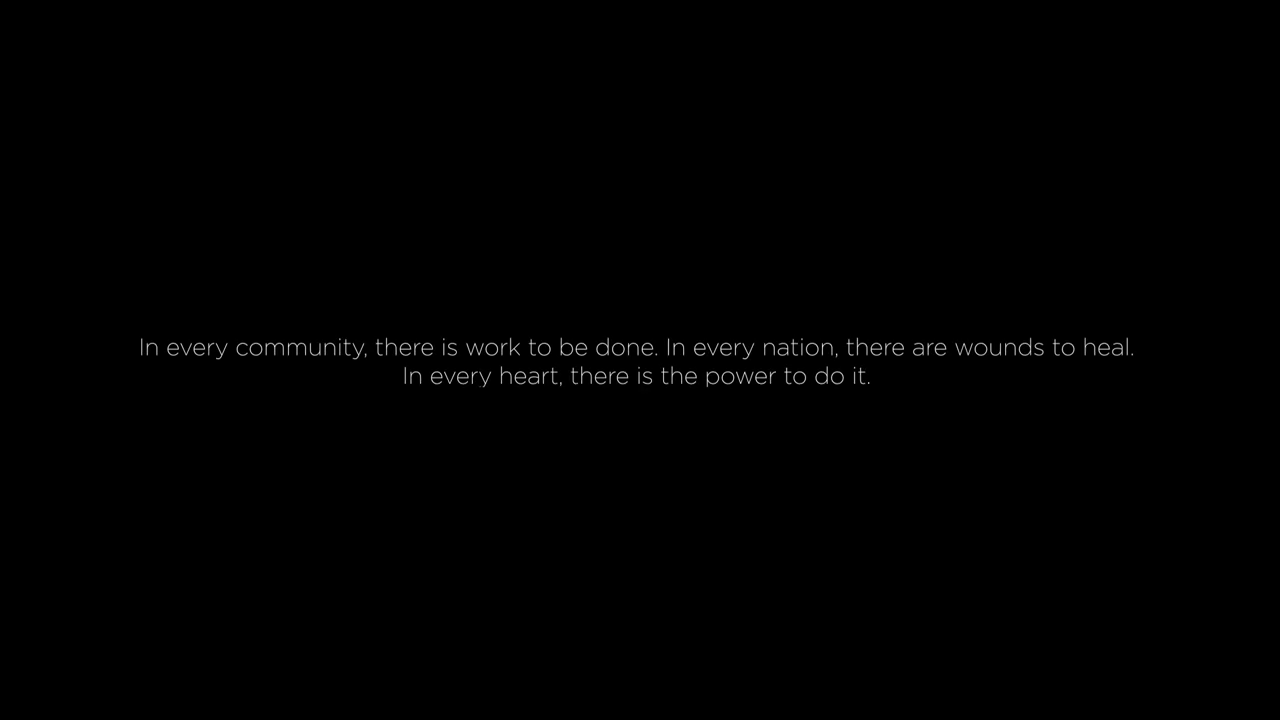 In every community, there is work to be done. In every nation, there are wounds to heal.
In every heart, there is the power to do it.